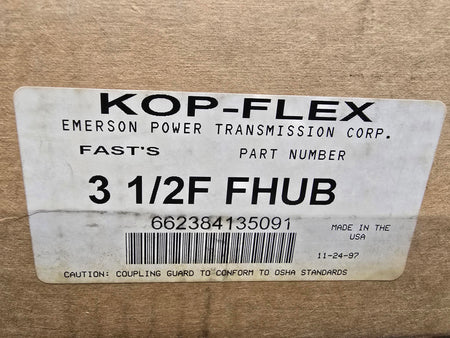 KOP-FLEX
EMERSON POWER TRANSMISSION CORP.
FAST'S PART NUMBER
3 1/2F FHUB
662384135091
MADE IN THE
USA
11-24-97
CAUTION: COUPLING GUARD TO CONFORM TO OSHA STANDARDS